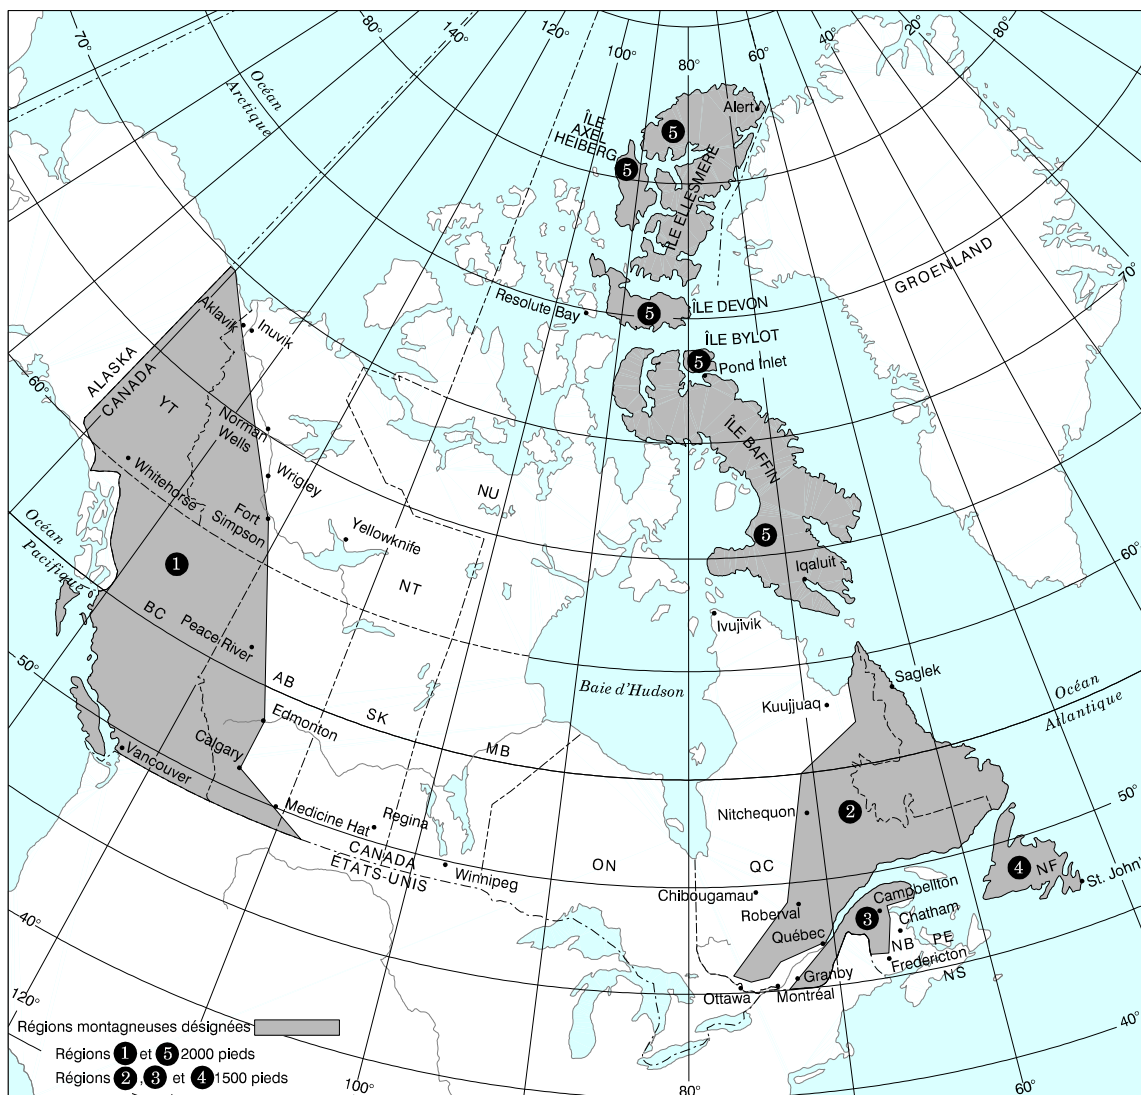 70°
80°
160°
140°
120°
100°
80°
60°
40°
20°
80°
Océan
Arctique
ÎLE
AXEL
HEIBERG
Alert
5
5
ÎLE ELLESMERE
GROENLAND
70°
Resolute Bay
ÎLE DEVON
5
ÎLE BYLOT
5
Pond Inlet
ÎLE BAFFIN
Aklavik
Inuvik
ALASKA
CANADA
60°
YT
Norman
Wells
Wrigley
Whitehorse
Fort
Simpson
NU
Yellowknife
NT
5
Iqaluit
60°
Océan
Pacifique
1
BC
Peace River
Ivujivik
50°
AB
SK
Baie d'Hudson
Saglek
Kuujjuaq
Océan
Atlantique
Edmonton
MB
Calgary
Vancouver
Medicine Hat
Regina
Nitchequon
2
50°
CANADA
ÉTATS-UNIS
Winnipeg
ON
QC
4
NF
St. John
Chibougamau
Roberval
Campbellton
3
Chatham
Québec
NB
PE
Fredericton
NS
40°
Granby
Ottawa
Montréal
120°
40°
Régions montagneuses désignées
Régions 1 et 5 2000 pieds
Régions 2, 3 et 4 1500 pieds
100°
80°
60°